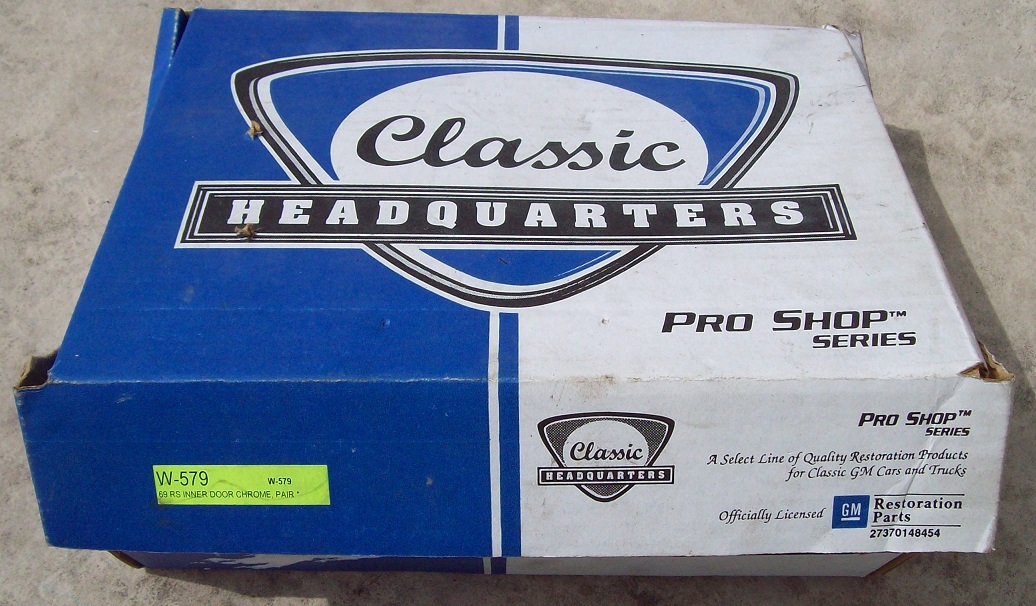 Classic
HEADQUARTERS
PRO SHOP™
SERIES
W-579 W-579
69 RS INNER DOOR CHROME, PAIR *
Classic
HEADQUARTERS
PRO SHOP™
SERIES
A Select Line of Quality Restoration Products
for Classic GM Cars and Trucks
Officially Licensed GM Restoration
Parts
27370148454